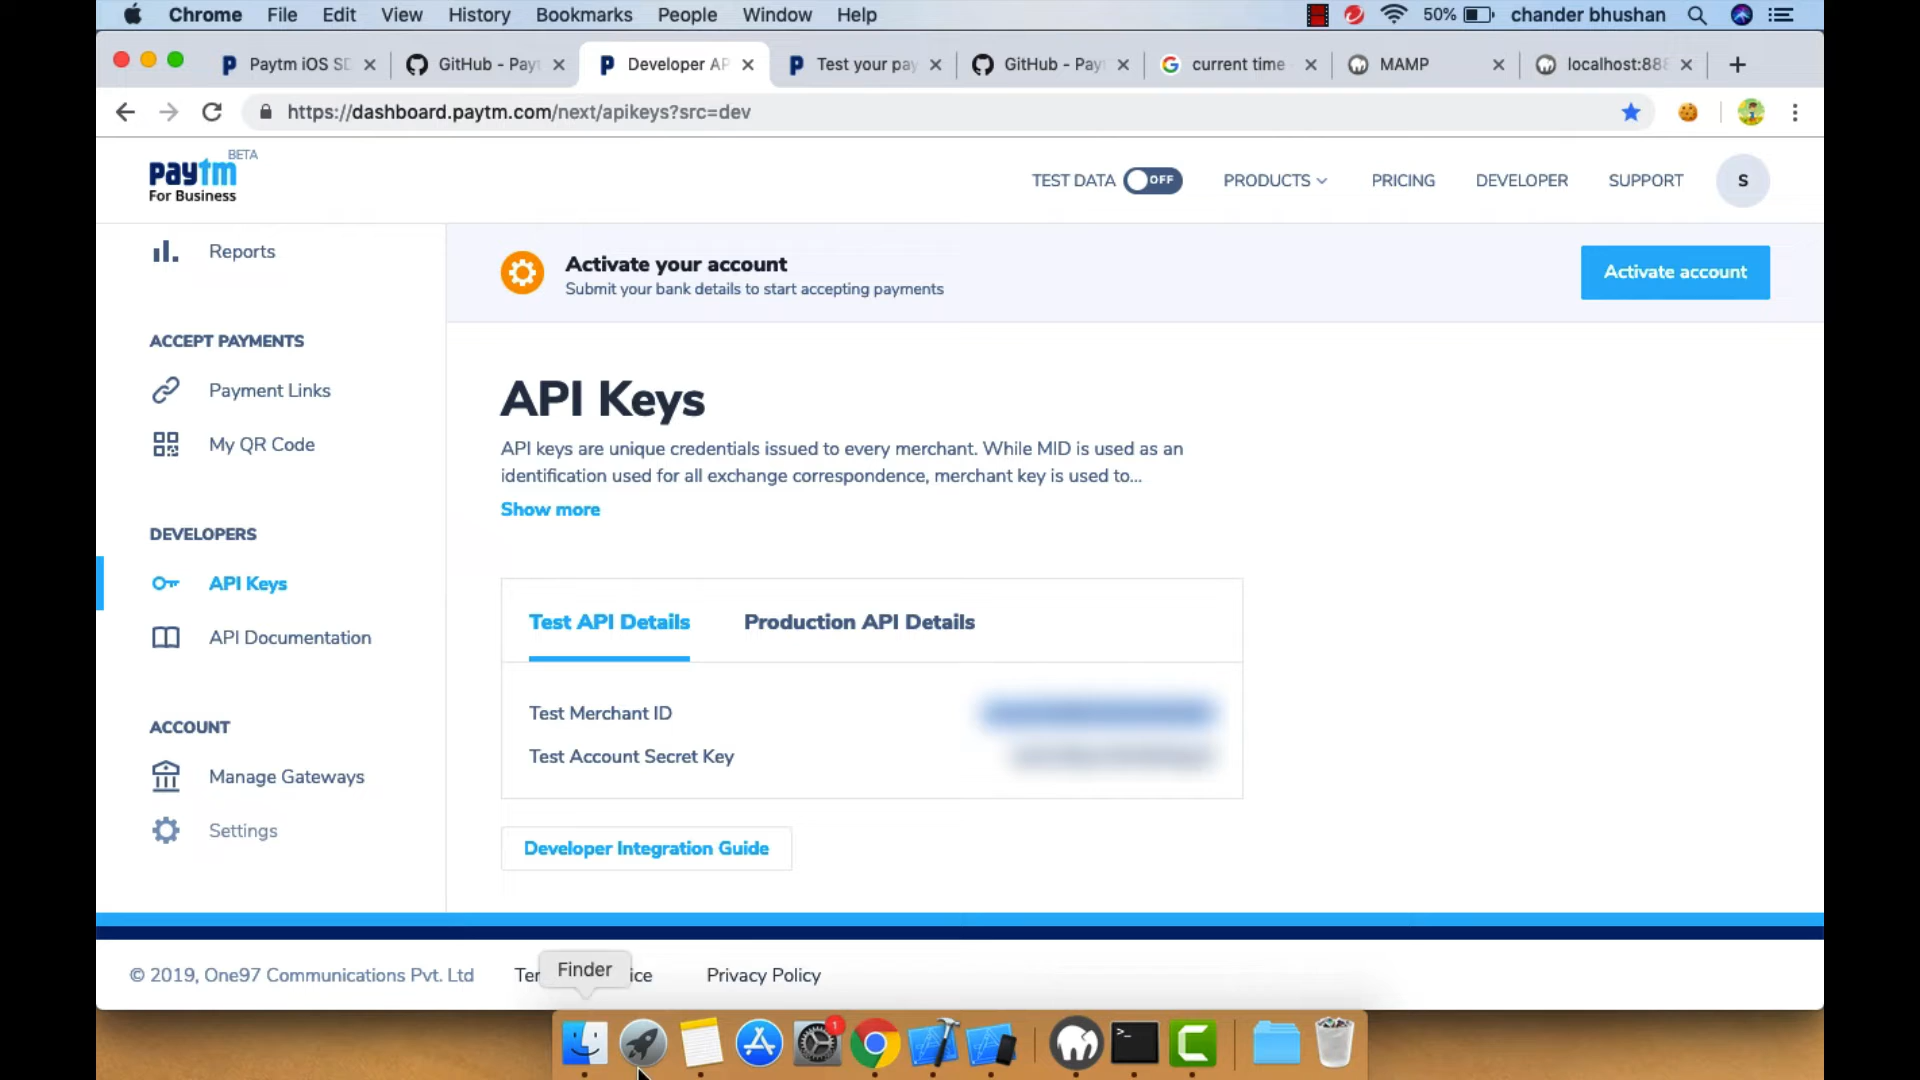 Chrome File Edit View History Bookmarks People Window Help 50% chander bhushan
Paytm iOS SD GitHub - Payt Developer AP Test your pay GitHub - Payt current time MAMP localhost:888
https://dashboard.paytm.com/next/apikeys?src=dev
paytm BETA
For Business
TEST DATA OFF PRODUCTS PRICING DEVELOPER SUPPORT S
Reports
Activate your account
Submit your bank details to start accepting payments
Activate account
ACCEPT PAYMENTS
Payment Links
My QR Code
DEVELOPERS
API Keys
API Documentation
ACCOUNT
Manage Gateways
Settings
API Keys
API keys are unique credentials issued to every merchant. While MID is used as an
identification used for all exchange correspondence, merchant key is used to...
Show more
Test API Details Production API Details
Test Merchant ID
Test Account Secret Key
Developer Integration Guide
© 2019, One97 Communications Pvt. Ltd Ter ice Privacy Policy
Finder
1